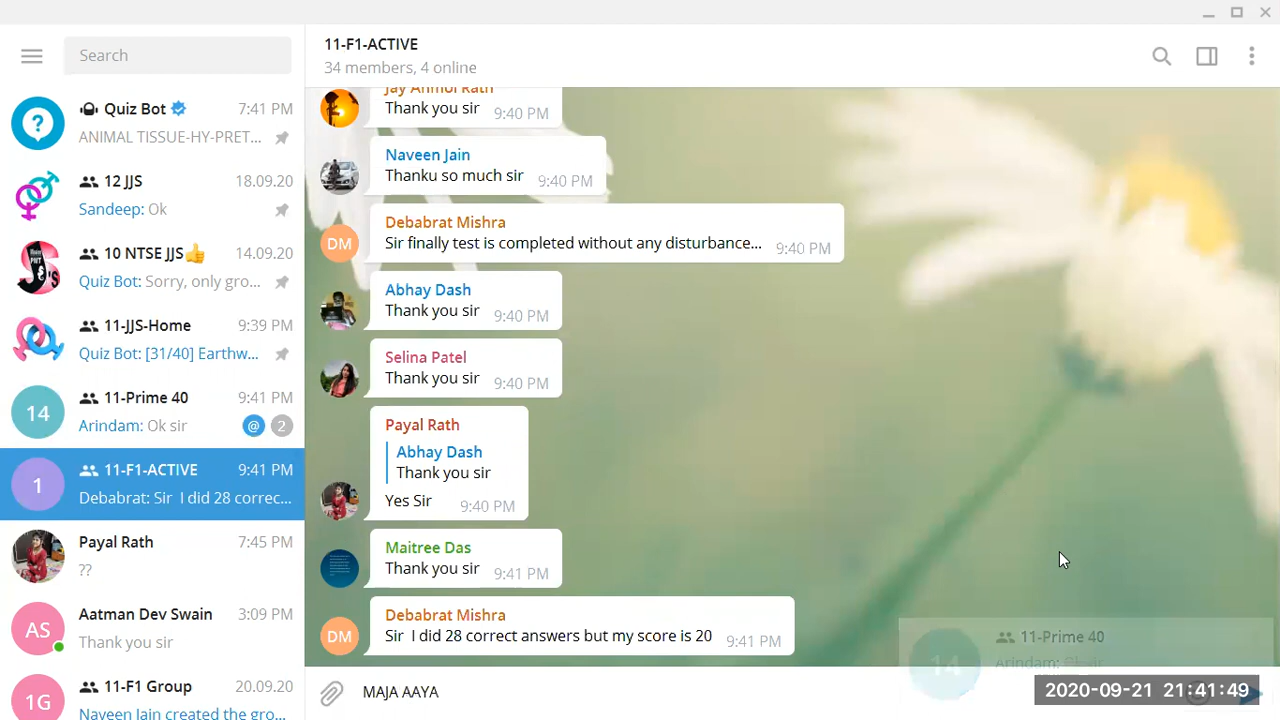 Search
Quiz Bot 7:41 PM
ANIMAL TISSUE-HY-PRET...
12 JJS 18.09.20
Sandeep: Ok
10 NTSE JJS👍 14.09.20
Quiz Bot: Sorry, only gro...
11-JJS-Home 9:39 PM
Quiz Bot: [31/40] Earthw...
14 11-Prime 40 9:41 PM
Arindam: Ok sir @ 2
1 11-F1-ACTIVE 9:41 PM
Debabrat: Sir I did 28 correc...
Payal Rath 7:45 PM
??
AS Aatman Dev Swain 3:09 PM
Thank you sir
1G 11-F1 Group 20.09.20
Naveen Jain created the gro...
11-F1-ACTIVE
34 members, 4 online
Jay Anmol Rath
Thank you sir 9:40 PM
Naveen Jain
Thanku so much sir 9:40 PM
DM Debabrat Mishra
Sir finally test is completed without any disturbance... 9:40 PM
Abhay Dash
Thank you sir 9:40 PM
Selina Patel
Thank you sir 9:40 PM
Payal Rath
Abhay Dash
Thank you sir
Yes Sir 9:40 PM
Maitree Das
Thank you sir 9:41 PM
DM Debabrat Mishra
Sir I did 28 correct answers but my score is 20 9:41 PM
14 11-Prime 40
Arindam: Ok sir
MAJA AAYA
2020-09-21 21:41:49